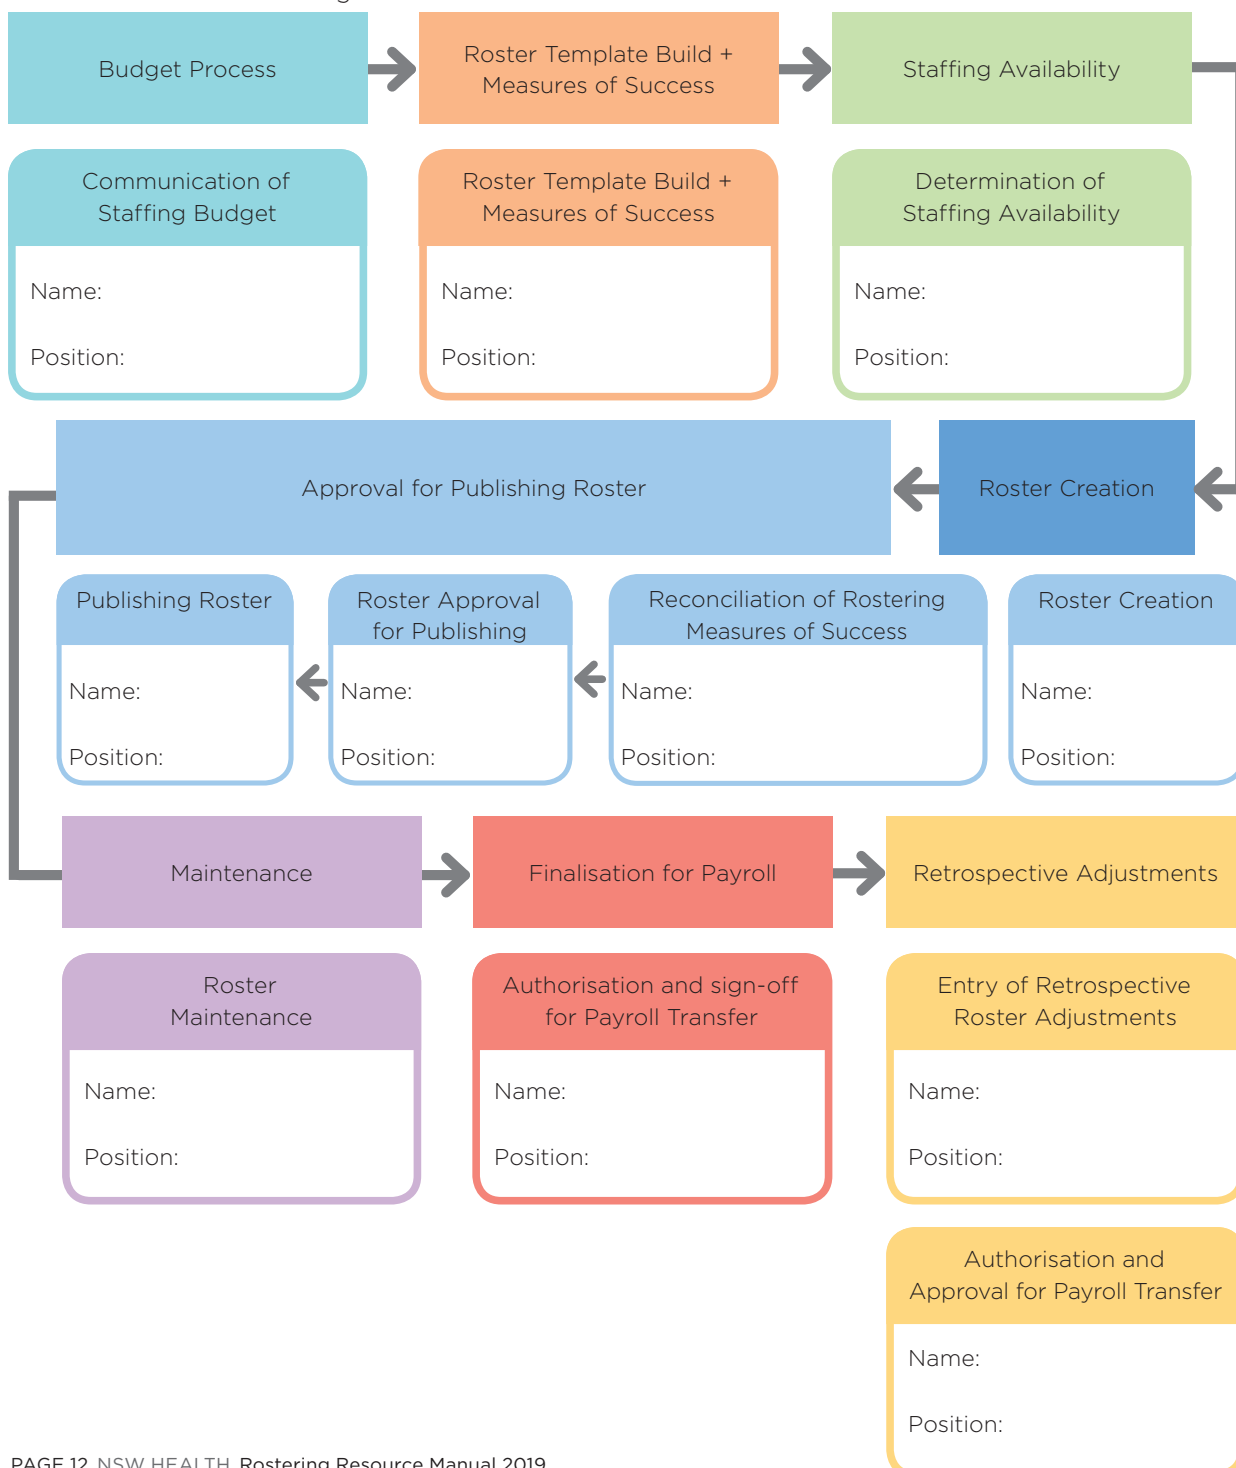 Budget Process
Roster Template Build +
Measures of Success
Staffing Availability
Communication of
Staffing Budget
Name:
Position:
Roster Template Build +
Measures of Success
Name:
Position:
Determination of
Staffing Availability
Name:
Position:
Approval for Publishing Roster
Roster Creation
Publishing Roster
Name:
Position:
Roster Approval
for Publishing
Name:
Position:
Reconciliation of Rostering
Measures of Success
Name:
Position:
Roster Creation
Name:
Position:
Maintenance
Finalisation for Payroll
Retrospective Adjustments
Roster
Maintenance
Name:
Position:
Authorisation and sign-off
for Payroll Transfer
Name:
Position:
Entry of Retrospective
Roster Adjustments
Name:
Position:
Authorisation and
Approval for Payroll Transfer
Name:
Position:
PAGE 12 NSW HEALTH Rostering Resource Manual 2019